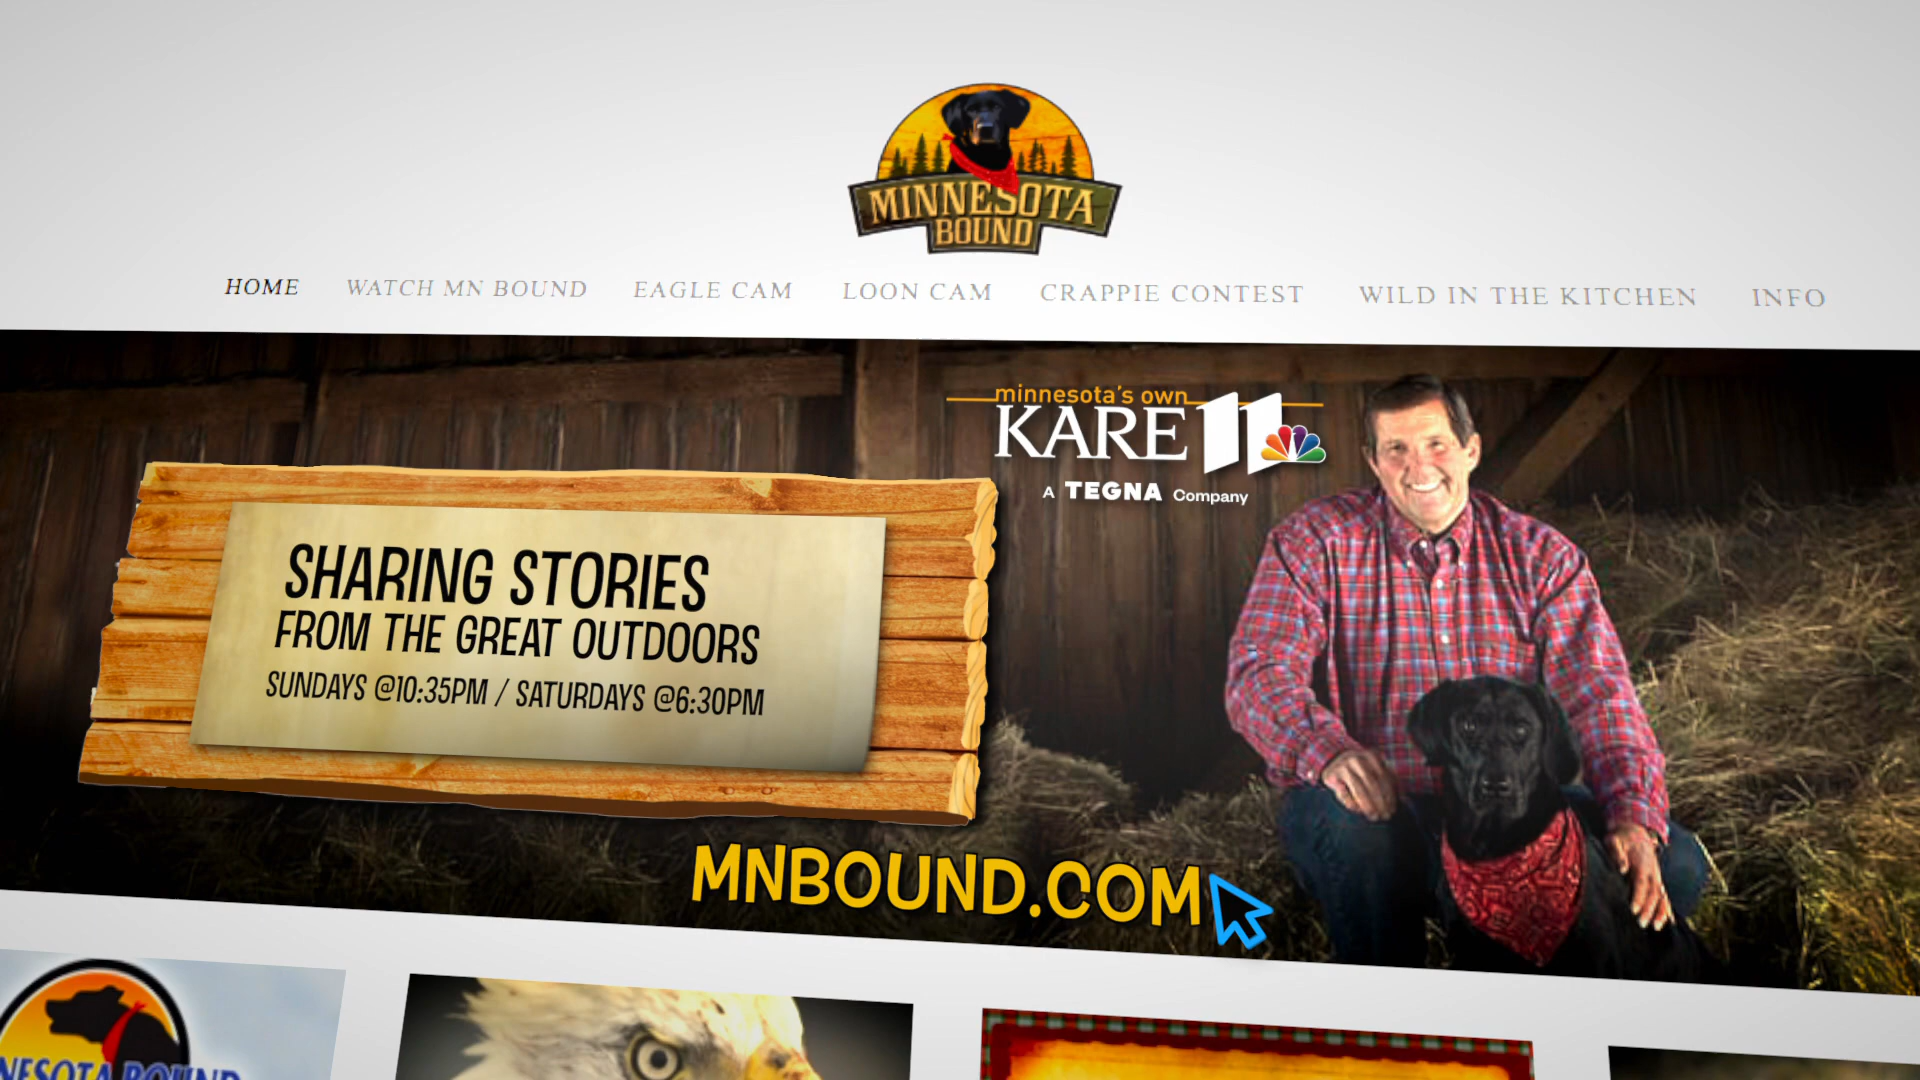 MINNESOTA
BOUND
HOME
WATCH MN BOUND
EAGLE CAM
LOON CAM
CRAPPIE CONTEST
WILD IN THE KITCHEN
INFO
minnesota's own
KARE 11
A TEGNA Company
SHARING STORIES
FROM THE GREAT OUTDOORS
SUNDAYS @10:35PM / SATURDAYS @6:30PM
MNBOUND.COM